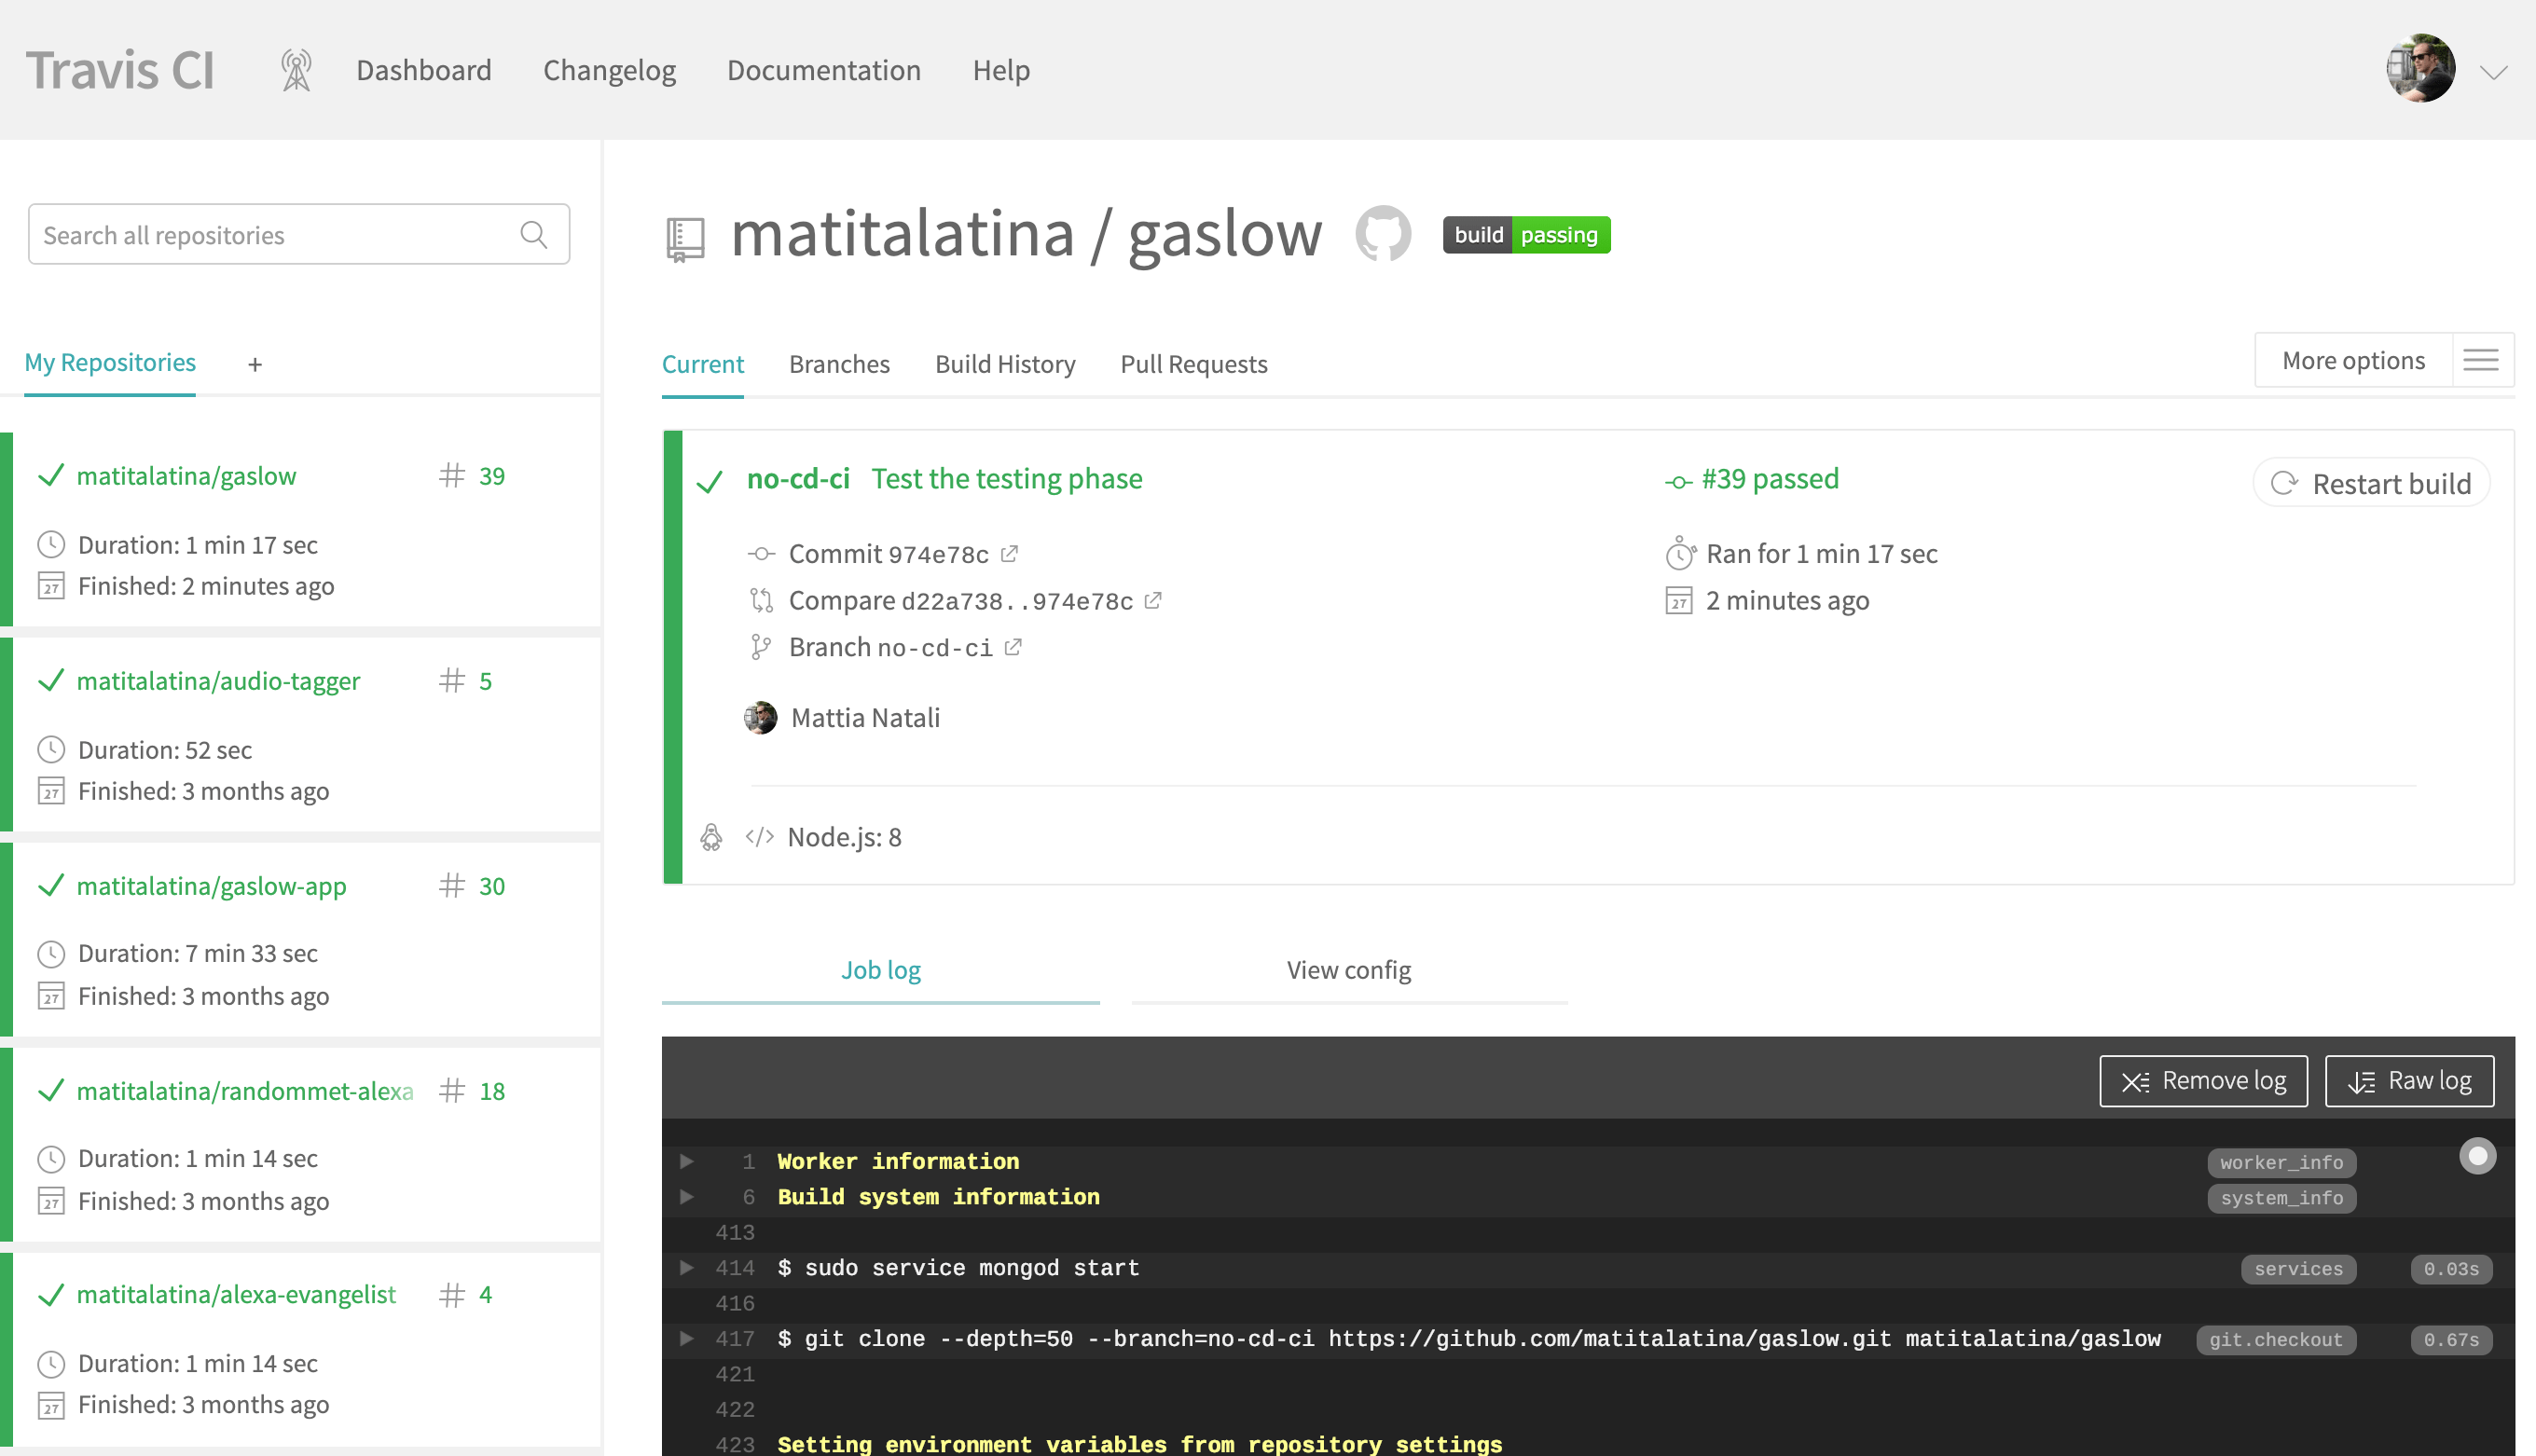 Travis CI Dashboard Changelog Documentation Help
Search all repositories
My Repositories +
matitalatina/gaslow # 39
Duration: 1 min 17 sec
27 Finished: 2 minutes ago
matitalatina/audio-tagger # 5
Duration: 52 sec
27 Finished: 3 months ago
matitalatina/gaslow-app # 30
Duration: 7 min 33 sec
27 Finished: 3 months ago
matitalatina/randommet-alexa # 18
Duration: 1 min 14 sec
27 Finished: 3 months ago
matitalatina/alexa-evangelist # 4
Duration: 1 min 14 sec
27 Finished: 3 months ago
matitalatina / gaslow build passing
Current Branches Build History Pull Requests More options
no-cd-ci Test the testing phase
Commit 974e78c
Compare d22a738..974e78c
Branch no-cd-ci
Mattia Natali
#39 passed
Ran for 1 min 17 sec
27 2 minutes ago
Restart build
</> Node.js: 8
Job log View config
Remove log Raw log
1 Worker information worker_info
6 Build system information system_info
413
414 $ sudo service mongod start services 0.03s
416
417 $ git clone --depth=50 --branch=no-cd-ci https://github.com/matitalatina/gaslow.git matitalatina/gaslow git.checkout 0.67s
421
422
423 Setting environment variables from repository settings